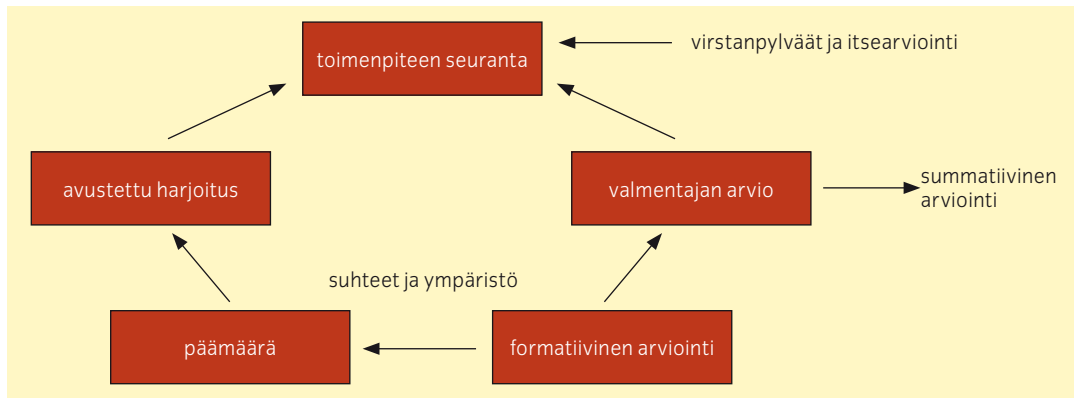 toimenpiteen seuranta
virstanpylväät ja itsearviointi
avustettu harjoitus
valmentajan arvio
summatiivinen
arviointi
suhteet ja ympäristö
päämäärä
formatiivinen arviointi